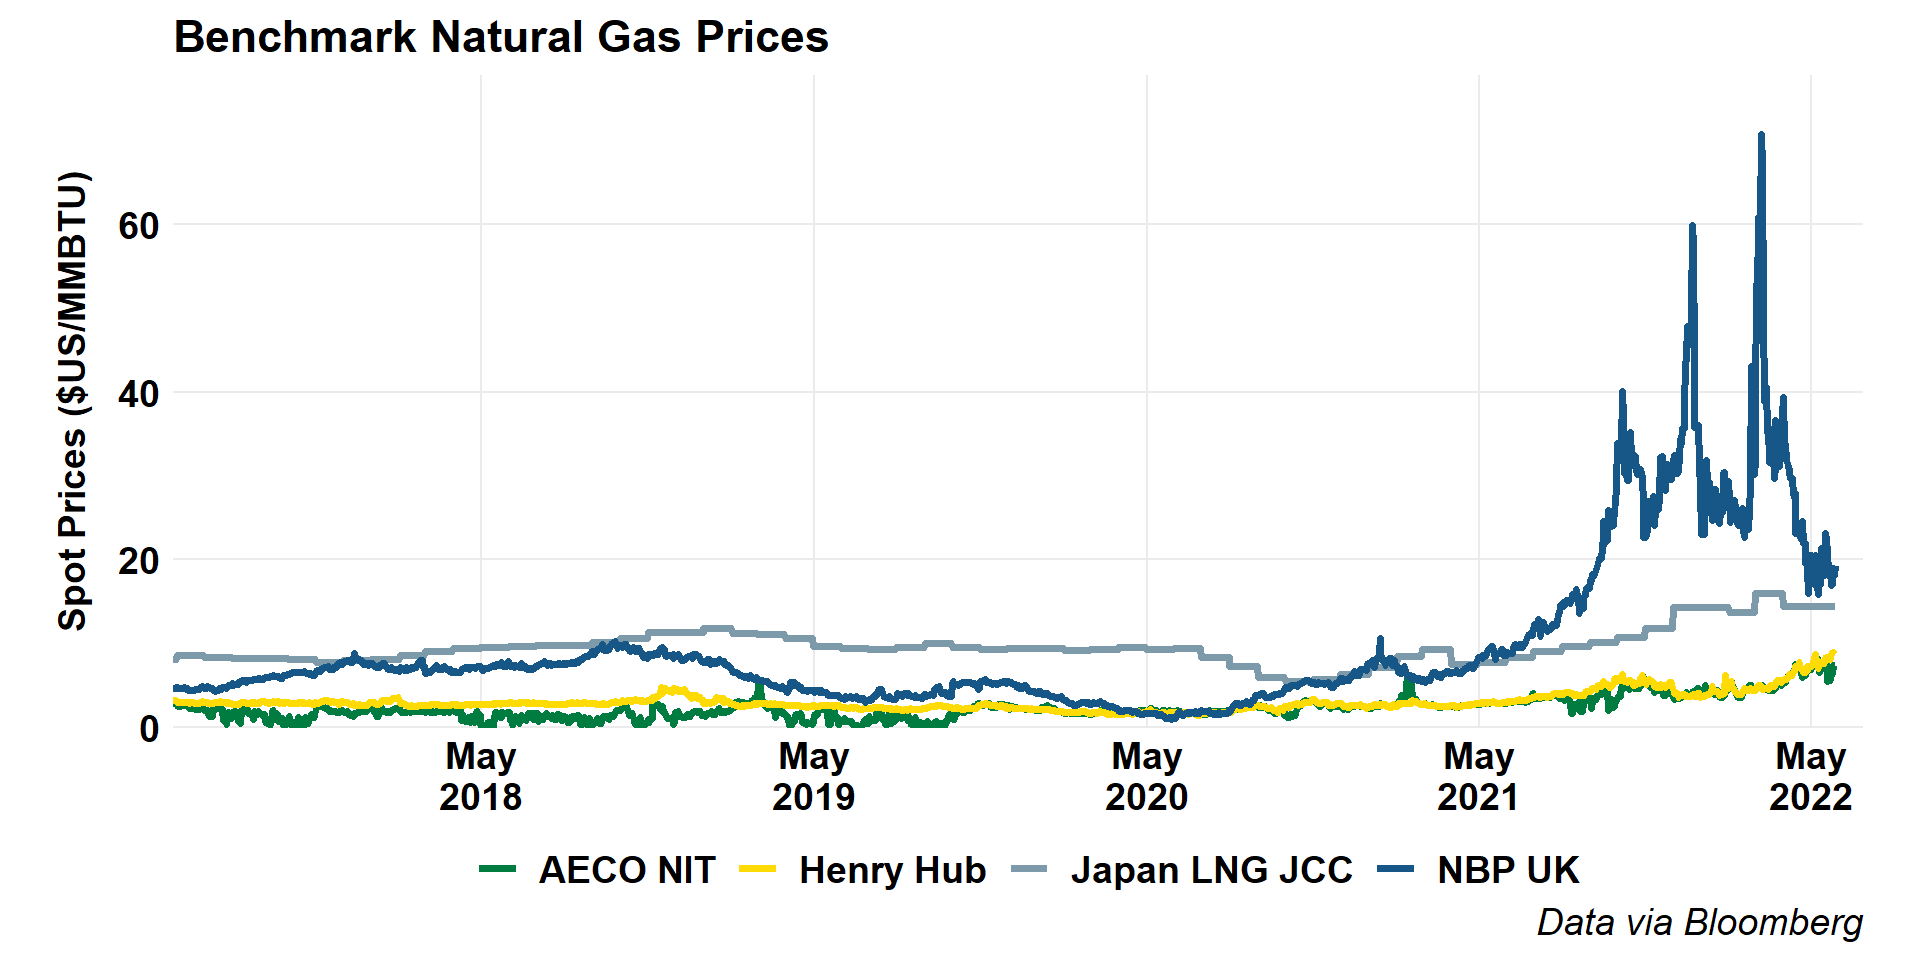 Benchmark Natural Gas Prices
Spot Prices ($US/MMBTU)
60
40
20
0
May
2018
May
2019
May
2020
May
2021
May
2022
AECO NIT
Henry Hub
Japan LNG JCC
NBP UK
Data via Bloomberg